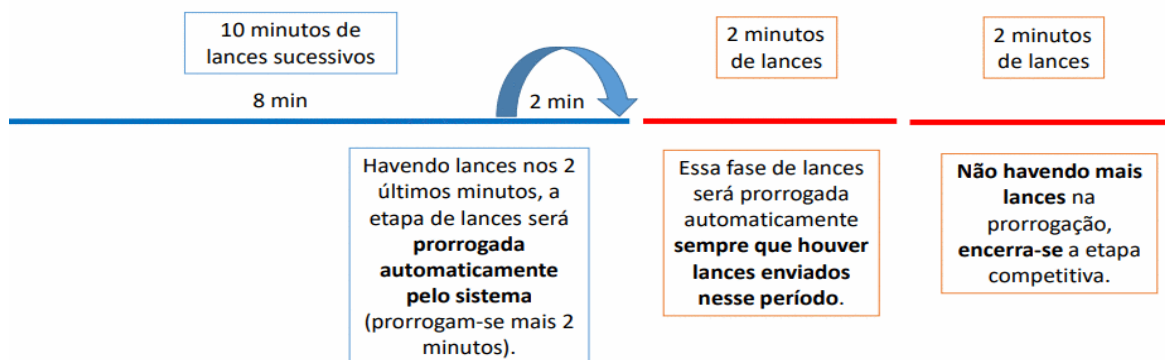 10 minutos de
lances sucessivos
8 min
2 min
2 minutos
de lances
2 minutos
de lances
Havendo lances nos 2
últimos minutos, a
etapa de lances será
prorrogada
automaticamente
pelo sistema
(prorrogam-se mais 2
minutos).
Essa fase de lances
será prorrogada
automaticamente
sempre que houver
lances enviados
nesse período.
Não havendo mais
lances na
prorrogação,
encerra-se a etapa
competitiva.